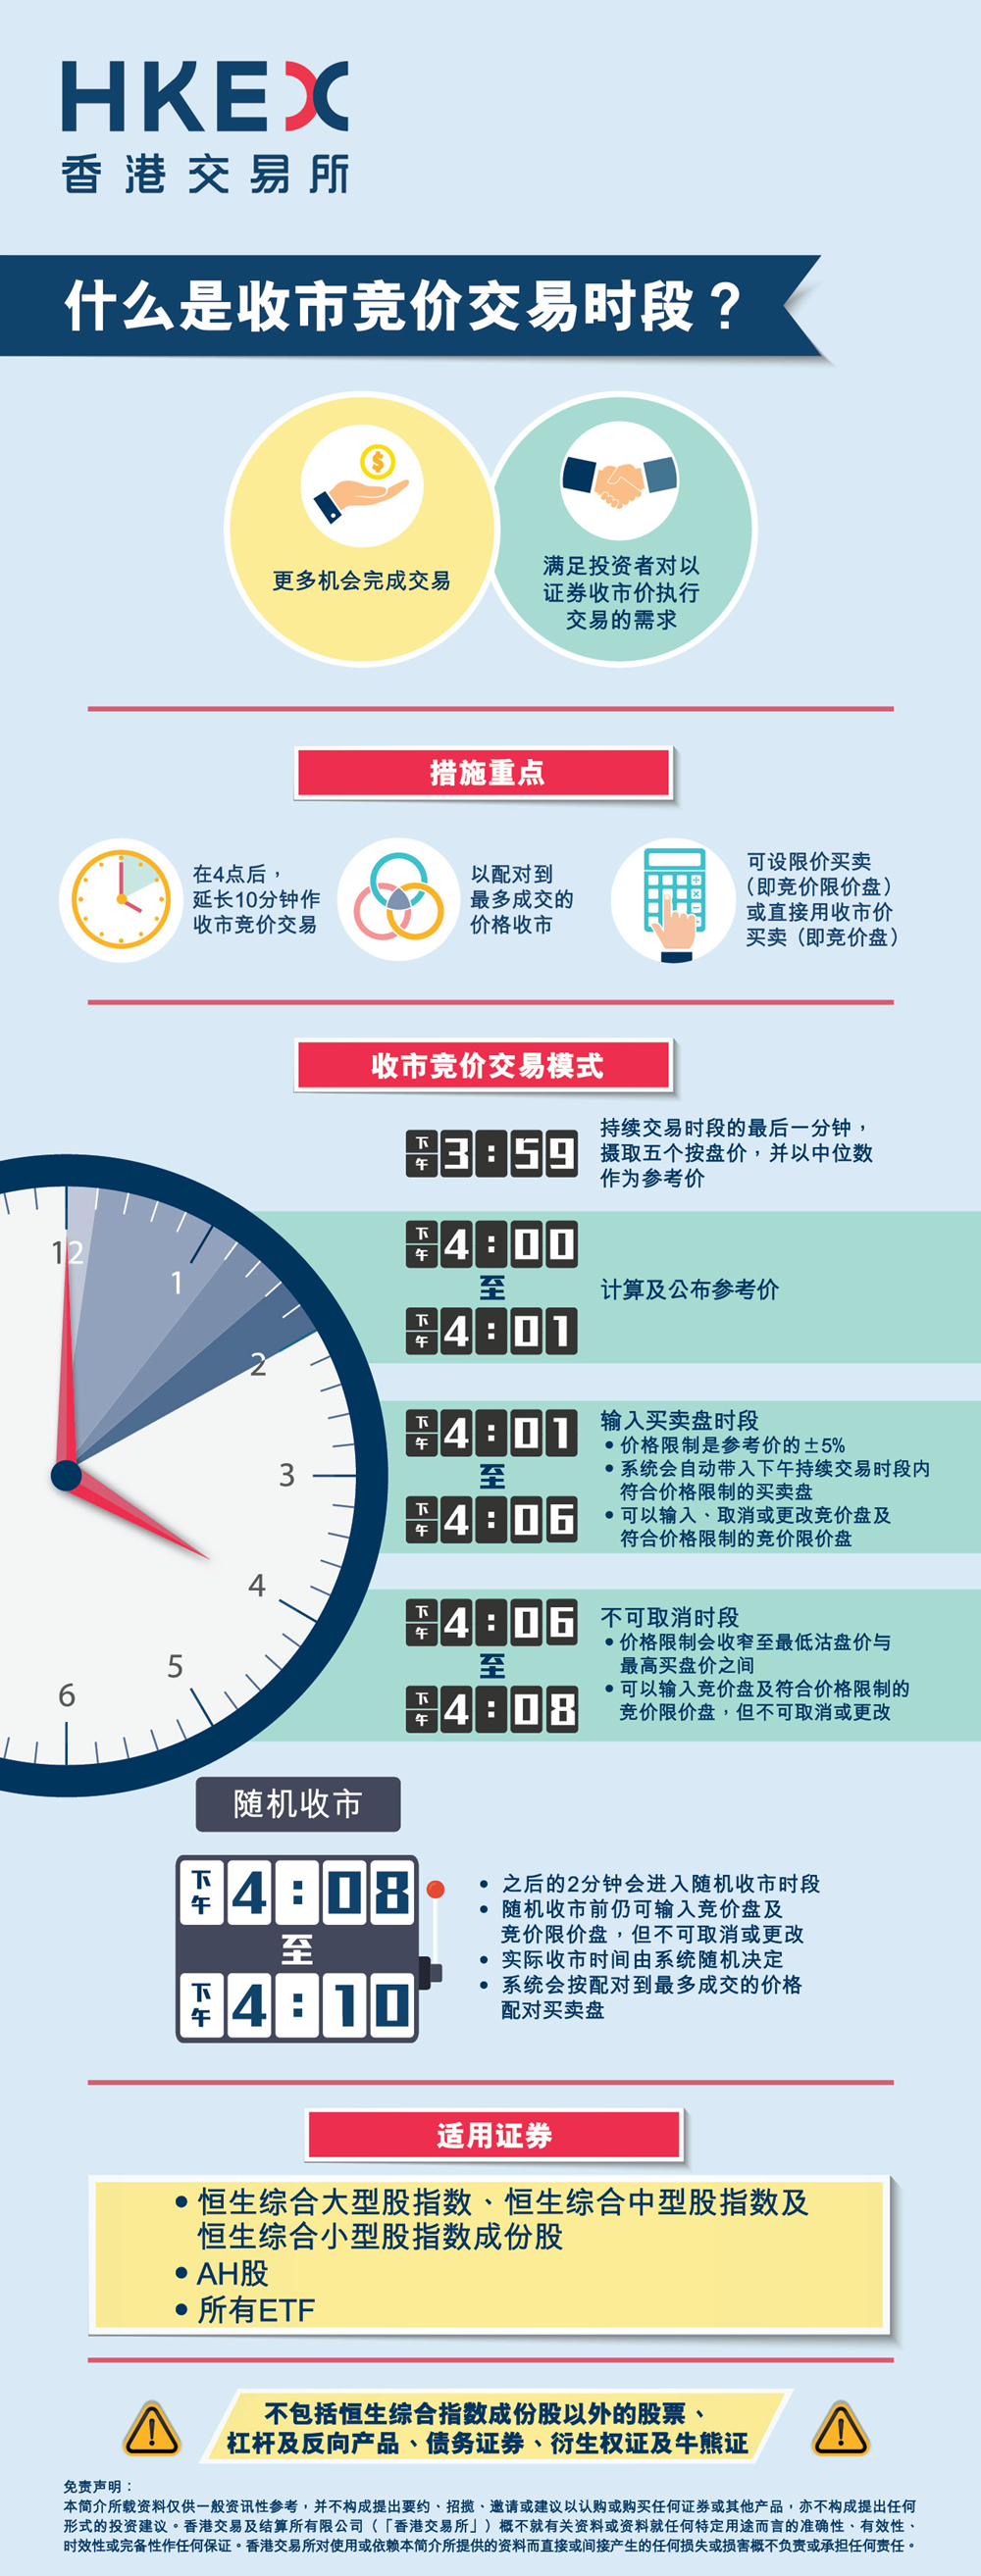 HKEX
香港交易所
什么是收市竞价交易时段？
更多机会完成交易
满足投资者对以
证券收市价执行
交易的需求
措施重点
在4点后，
延长10分钟作
收市竞价交易
以配对到
最多成交的
价格收市
可设限价买卖
（即竞价限价盘）
或直接用收市价
买卖（即竞价盘）
收市竞价交易模式
下午 3:59
持续交易时段的最后一分钟，
摄取五个按盘价，并以中位数
作为参考价
12
1
2
3
4
5
6
下午 4:00
至
下午 4:01
计算及公布参考价
下午 4:01
至
下午 4:06
输入买卖盘时段
• 价格限制是参考价的±5%
• 系统会自动带入下午持续交易时段内
符合价格限制的买卖盘
• 可以输入、取消或更改竞价盘及
符合价格限制的竞价限价盘
下午 4:06
至
下午 4:08
不可取消时段
• 价格限制会收窄至最低沽盘价与
最高买盘价之间
• 可以输入竞价盘及符合价格限制的
竞价限价盘，但不可取消或更改
随机收市
下午 4:08
至
下午 4:10
• 之后的2分钟会进入随机收市时段
• 随机收市前仍可输入竞价盘及
竞价限价盘，但不可取消或更改
• 实际收市时间由系统随机决定
• 系统会按配对到最多成交的价格
配对买卖盘
适用证券
• 恒生综合大型股指数、恒生综合中型股指数及
恒生综合小型股指数成份股
• AH股
• 所有ETF
不包括恒生综合指数成份股以外的股票、
杠杆及反向产品、债务证券、衍生权证及牛熊证
免责声明：
本简介所载资料仅供一般资讯性参考，并不构成提出要约、招揽、邀请或建议以认购或购买任何证券或其他产品，亦不构成提出任何
形式的投资建议。香港交易及结算所有限公司（「香港交易所」）概不就有关资料或资料就任何特定用途而言的准确性、有效性、
时效性或完备性作任何保证。香港交易所对使用或依赖本简介所提供的资料而直接或间接产生的任何损失或损害概不负责或承担任何责任。